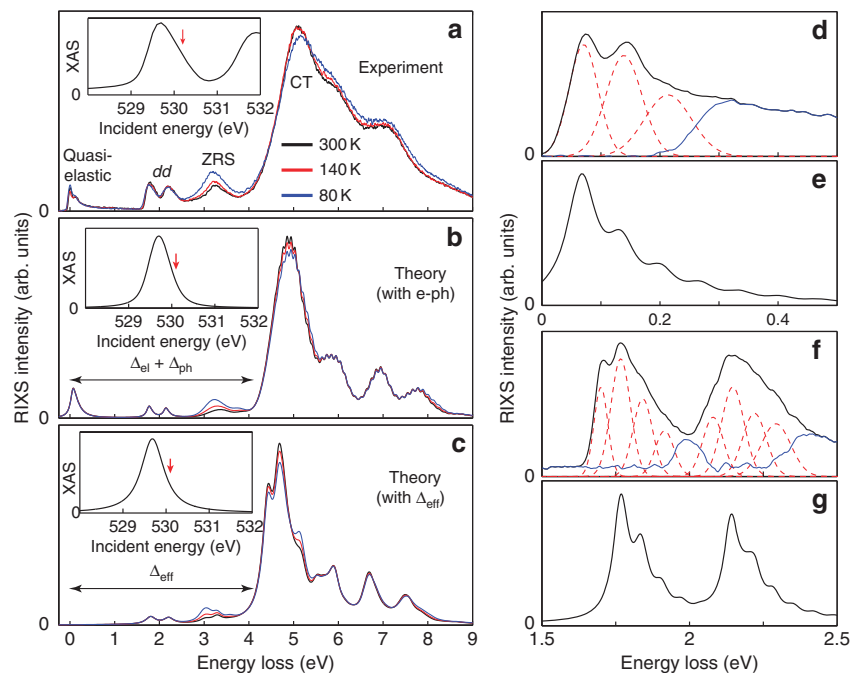 a
XAS
0
529 530 531 532
Incident energy (eV)
Experiment
CT
Quasi-
elastic
dd
ZRS
300 K
140 K
80 K
0
b
XAS
0
529 530 531 532
Incident energy (eV)
Theory
(with e-ph)
Δel + Δph
0
c
XAS
0
529 530 531 532
Incident energy (eV)
Theory
(with Δeff)
Δeff
0
0 1 2 3 4 5 6 7 8 9
Energy loss (eV)
RIXS intensity (arb. units)
d
0
e
0
0 0.2 0.4
f
0
g
0
1.5 2 2.5
Energy loss (eV)
RIXS intensity (arb. units)